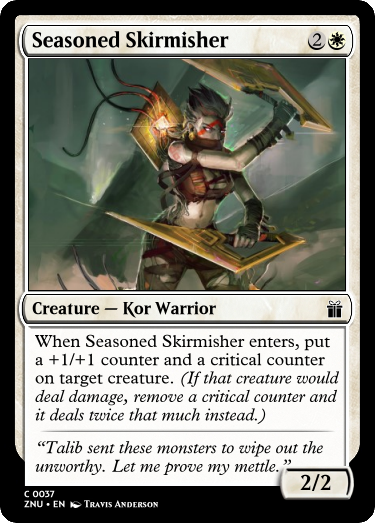 Seasoned Skirmisher 2
Creature — Kor Warrior
When Seasoned Skirmisher enters, put
a +1/+1 counter and a critical counter
on target creature. (If that creature would
deal damage, remove a critical counter and
it deals twice that much instead.)
“Talib sent these monsters to wipe out the
unworthy. Let me prove my mettle.”
2/2
C 0037
ZNU • EN Travis Anderson